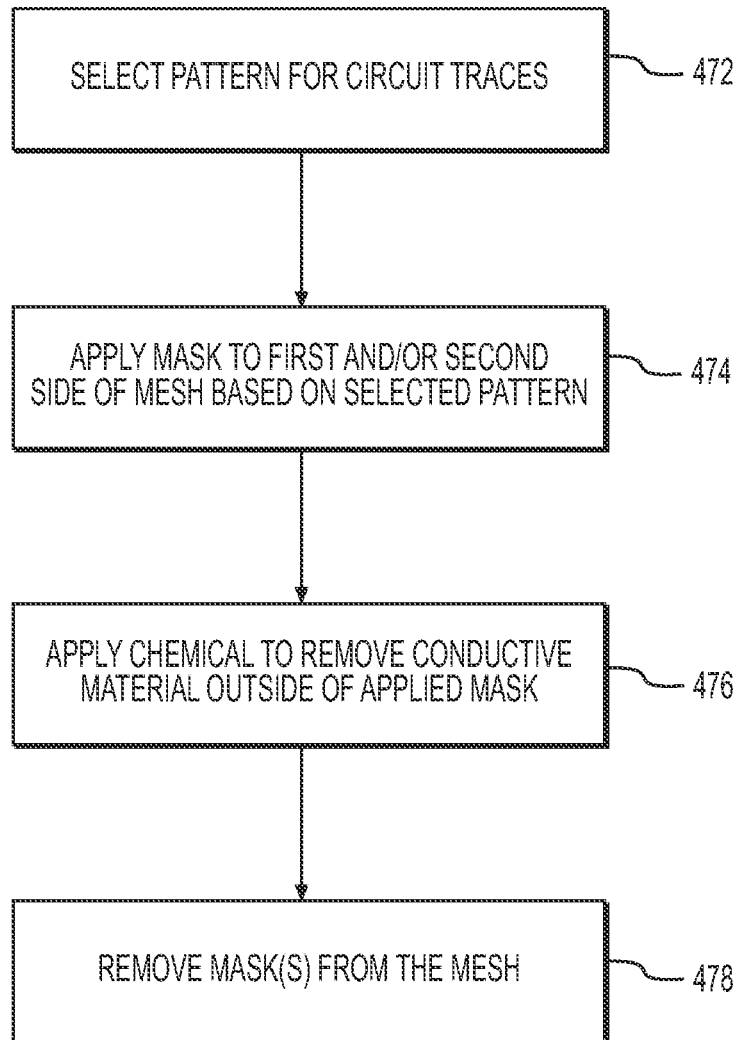 SELECT PATTERN FOR CIRCUIT TRACES
472
APPLY MASK TO FIRST AND/OR SECOND
SIDE OF MESH BASED ON SELECTED PATTERN
474
APPLY CHEMICAL TO REMOVE CONDUCTIVE
MATERIAL OUTSIDE OF APPLIED MASK
476
REMOVE MASK(S) FROM THE MESH
478